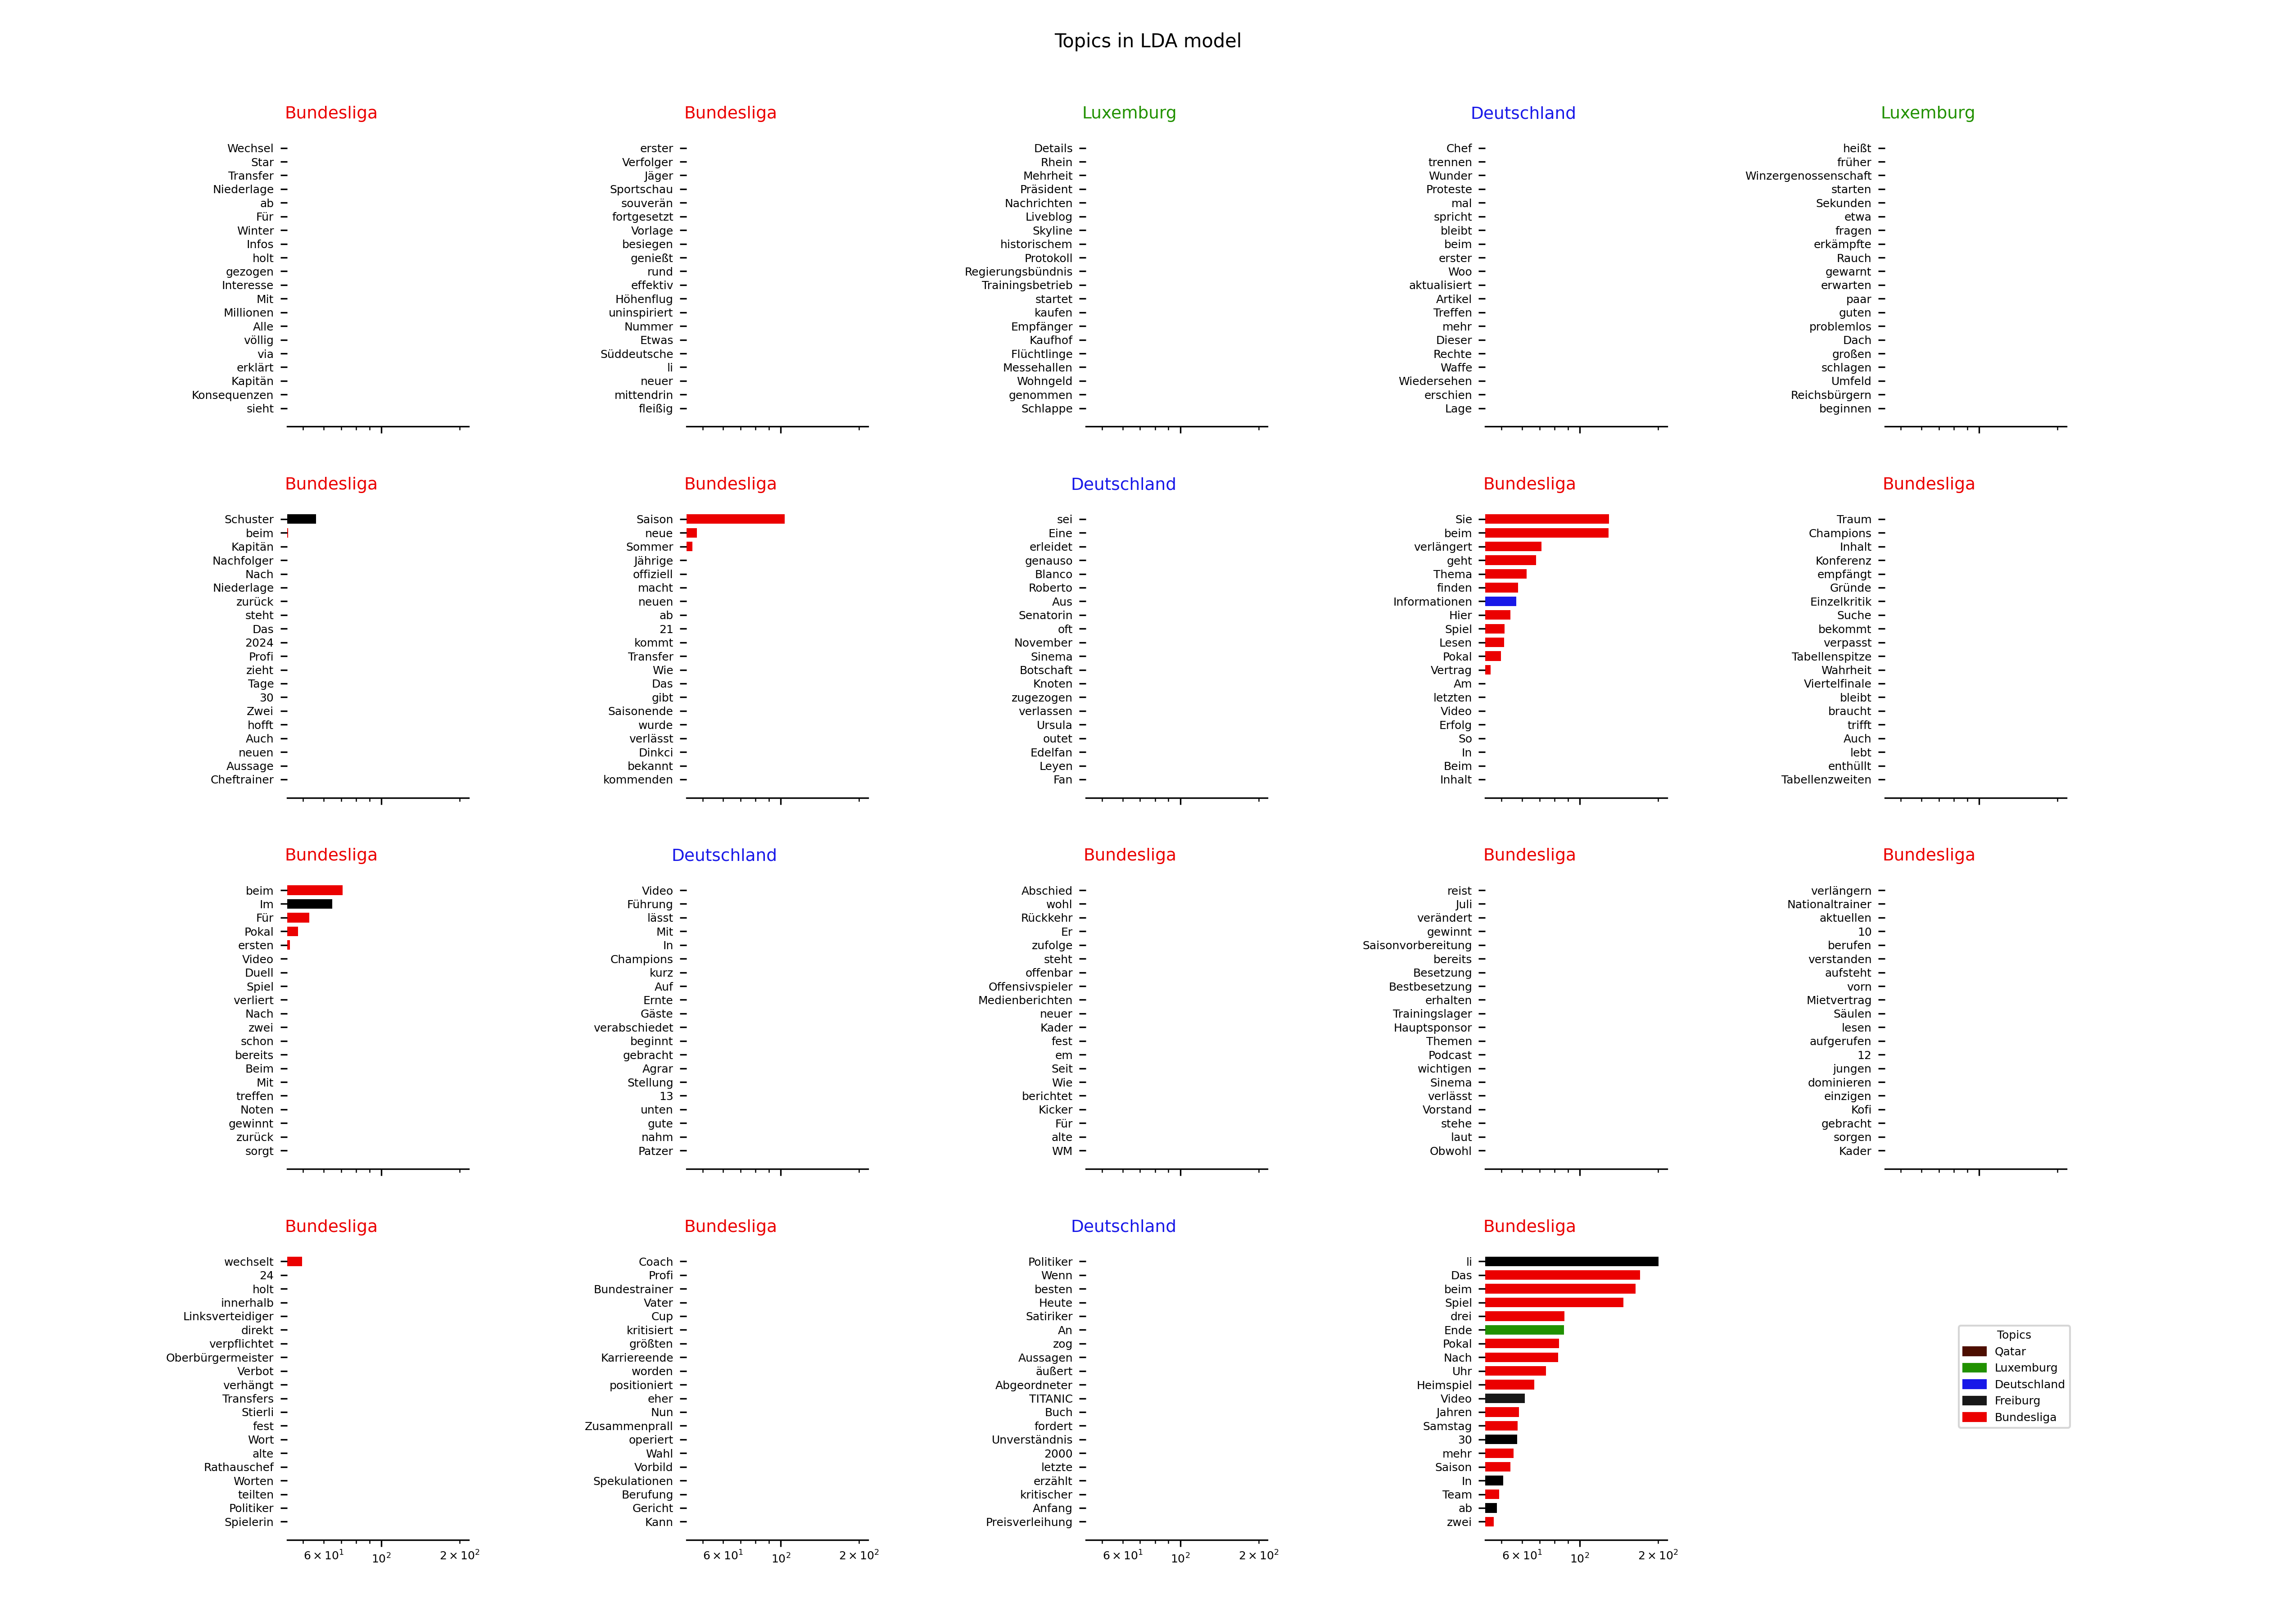 Topics in LDA model
Bundesliga
Wechsel
Star
Transfer
Niederlage
ab
Für
Winter
Infos
holt
gezogen
Interesse
Mit
Millionen
Alle
völlig
via
erklärt
Kapitän
Konsequenzen
sieht
Bundesliga
erster
Verfolger
Jäger
Sportschau
souverän
fortgesetzt
Vorlage
besiegen
genießt
rund
effektiv
Höhenflug
uninspiriert
Nummer
Etwas
Süddeutsche
li
neuer
mittendrin
fleißig
Luxemburg
Details
Rhein
Mehrheit
Präsident
Nachrichten
Liveblog
Skyline
historischem
Protokoll
Regierungsbündnis
Trainingsbetrieb
startet
kaufen
Empfänger
Kaufhof
Flüchtlinge
Messehallen
Wohngeld
genommen
Schlappe
Deutschland
Chef
trennen
Wunder
Proteste
mal
spricht
bleibt
beim
erster
Woo
aktualisiert
Artikel
Treffen
mehr
Dieser
Rechte
Waffe
Wiedersehen
erschien
Lage
Luxemburg
heißt
früher
Winzergenossenschaft
starten
Sekunden
etwa
fragen
erkämpfte
Rauch
gewarnt
erwarten
paar
guten
problemlos
Dach
großen
schlagen
Umfeld
Reichsbürgern
beginnen
Bundesliga
Schuster
beim
Kapitän
Nachfolger
Nach
Niederlage
zurück
steht
Das
2024
Profi
zieht
Tage
30
Zwei
hofft
Auch
neuen
Aussage
Cheftrainer
Bundesliga
Saison
neue
Sommer
Jährige
offiziell
macht
neuen
ab
21
kommt
Transfer
Wie
Das
gibt
Saisonende
wurde
verlässt
Dinkci
bekannt
kommenden
Deutschland
sei
Eine
erleidet
genauso
Blanco
Roberto
Aus
Senatorin
oft
November
Sinema
Botschaft
Knoten
zugezogen
verlassen
Ursula
outet
Edelfan
Leyen
Fan
Bundesliga
Sie
beim
verlängert
geht
Thema
finden
Informationen
Hier
Spiel
Lesen
Pokal
Vertrag
Am
letzten
Video
Erfolg
So
In
Beim
Inhalt
Bundesliga
Traum
Champions
Inhalt
Konferenz
empfängt
Gründe
Einzelkritik
Suche
bekommt
verpasst
Tabellenspitze
Wahrheit
Viertelfinale
bleibt
braucht
trifft
Auch
lebt
enthüllt
Tabellenzweiten
Bundesliga
beim
Im
Für
Pokal
ersten
Video
Duell
Spiel
verliert
Nach
zwei
schon
bereits
Beim
Mit
treffen
Noten
gewinnt
zurück
sorgt
Deutschland
Video
Führung
lässt
Mit
In
Champions
kurz
Auf
Ernte
Gäste
verabschiedet
beginnt
gebracht
Agrar
Stellung
13
unten
gute
nahm
Patzer
Bundesliga
Abschied
wohl
Rückkehr
Er
zufolge
steht
offenbar
Offensivspieler
Medienberichten
neuer
Kader
fest
em
Seit
Wie
berichtet
Kicker
Für
alte
WM
Bundesliga
reist
Juli
verändert
gewinnt
Saisonvorbereitung
bereits
Besetzung
Bestbesetzung
erhalten
Trainingslager
Hauptsponsor
Themen
Podcast
wichtigen
Sinema
verlässt
Vorstand
stehe
laut
Obwohl
Bundesliga
verlängern
Nationaltrainer
aktuellen
10
berufen
verstanden
aufsteht
vorn
Mietvertrag
Säulen
lesen
aufgerufen
12
jungen
dominieren
einzigen
Kofi
gebracht
sorgen
Kader
Bundesliga
wechselt
24
holt
innerhalb
Linksverteidiger
direkt
verpflichtet
Oberbürgermeister
Verbot
verhängt
Transfers
Stierli
fest
Wort
alte
Rathauschef
Worten
teilten
Politiker
Spielerin
6 × 10¹
10²
2 × 10²
Bundesliga
Coach
Profi
Bundestrainer
Vater
Cup
kritisiert
größten
Karriereende
worden
positioniert
eher
Nun
Zusammenprall
operiert
Wahl
Vorbild
Spekulationen
Berufung
Gericht
Kann
6 × 10¹
10²
2 × 10²
Deutschland
Politiker
Wenn
besten
Heute
Satiriker
An
zog
Aussagen
äußert
Abgeordneter
TITANIC
Buch
fordert
Unverständnis
2000
letzte
erzählt
kritischer
Anfang
Preisverleihung
6 × 10¹
10²
2 × 10²
Bundesliga
li
Das
beim
Spiel
drei
Ende
Pokal
Nach
Uhr
Heimspiel
Video
Jahren
Samstag
30
mehr
Saison
In
Team
ab
zwei
6 × 10¹
10²
2 × 10²
Topics
Qatar
Luxemburg
Deutschland
Freiburg
Bundesliga